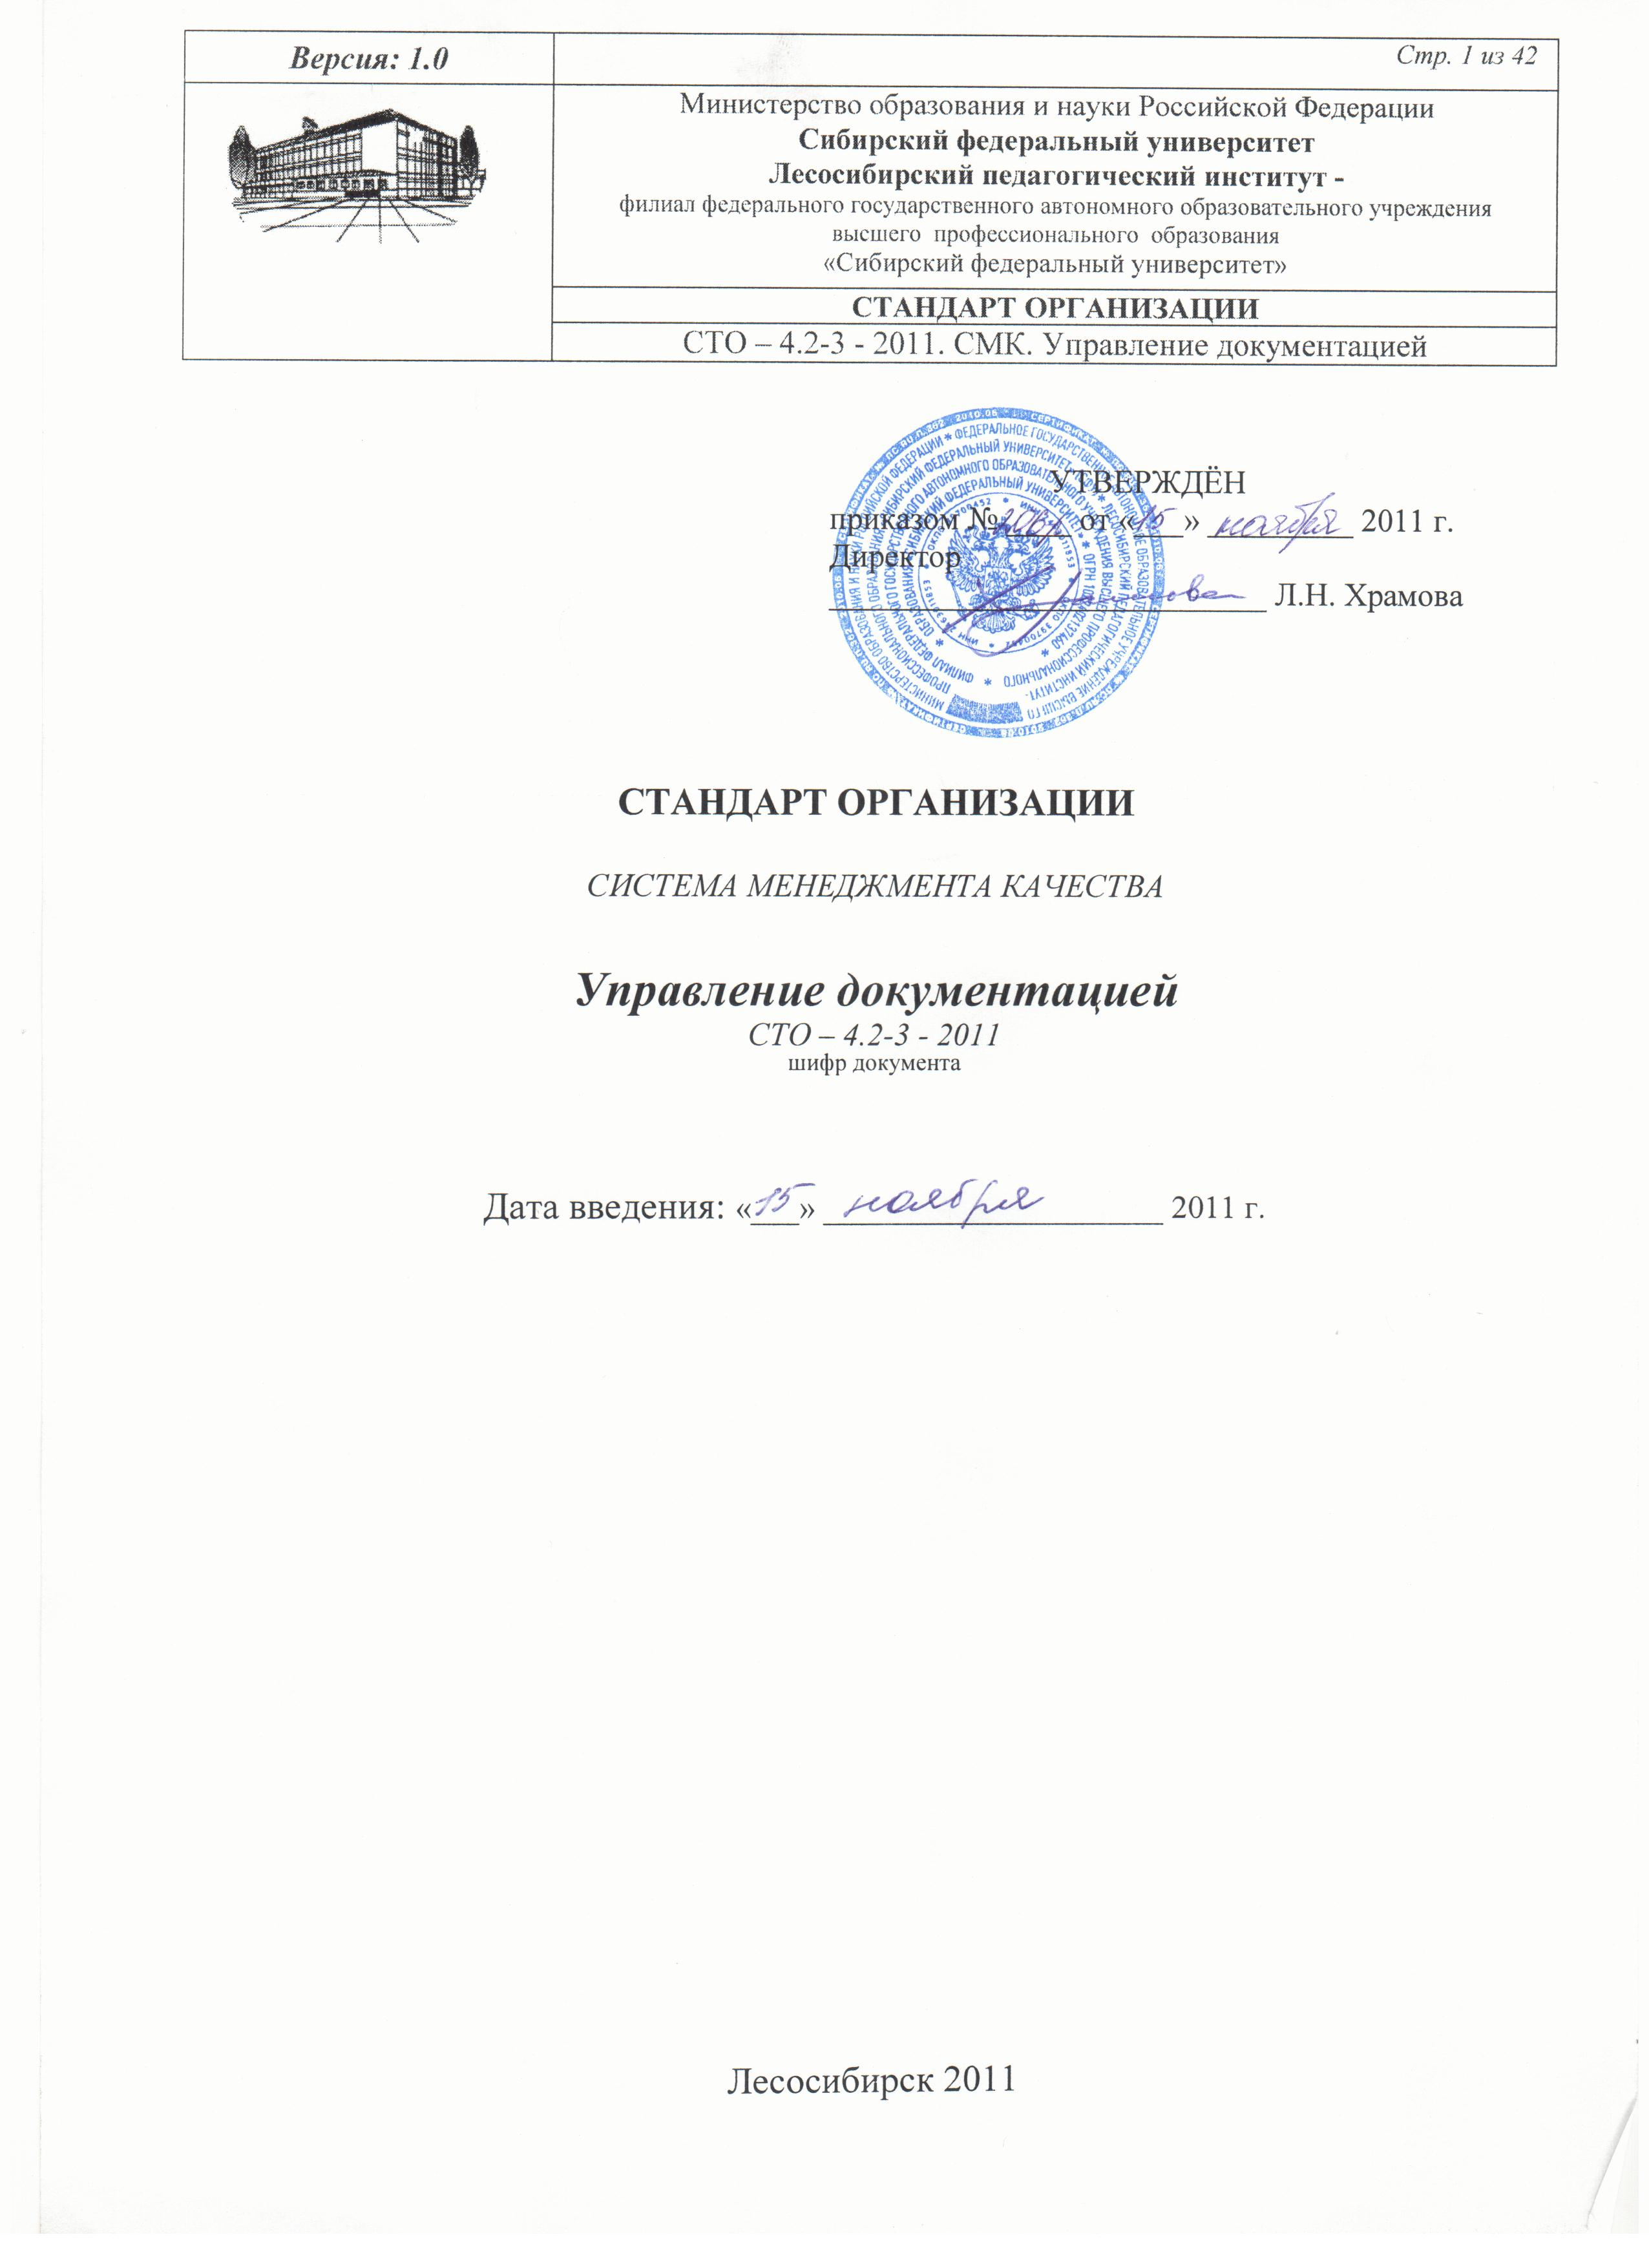 Версия: 1.0
Стр. 1 из 42
Министерство образования и науки Российской Федерации
Сибирский федеральный университет
Лесосибирский педагогический институт -
филиал федерального государственного автономного образовательного учреждения
высшего профессионального образования
«Сибирский федеральный университет»
СТАНДАРТ ОРГАНИЗАЦИИ
СТО – 4.2-3 - 2011. СМК. Управление документацией
УТВЕРЖДЁН
приказом № от «15» ноября 2011 г.
Директор
Л.Н. Храмова
СТАНДАРТ ОРГАНИЗАЦИИ
СИСТЕМА МЕНЕДЖМЕНТА КАЧЕСТВА
Управление документацией
СТО – 4.2-3 - 2011
шифр документа
Дата введения: «15» ноября 2011 г.
Лесосибирск 2011